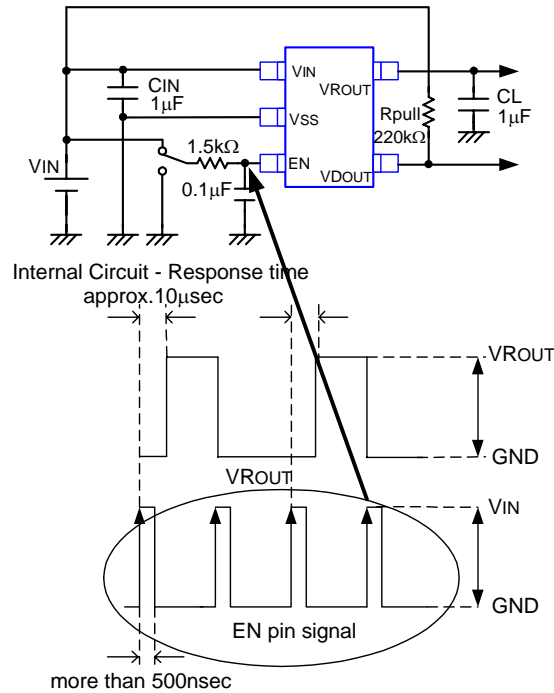 VIN
CIN
1μF
VSS
VROUT
Rpull
220kΩ
CL
1μF
1.5kΩ
EN
VDOUT
VIN
0.1μF
Internal Circuit - Response time
approx.10μsec
VROUT
GND
VROUT
VIN
GND
EN pin signal
more than 500nsec